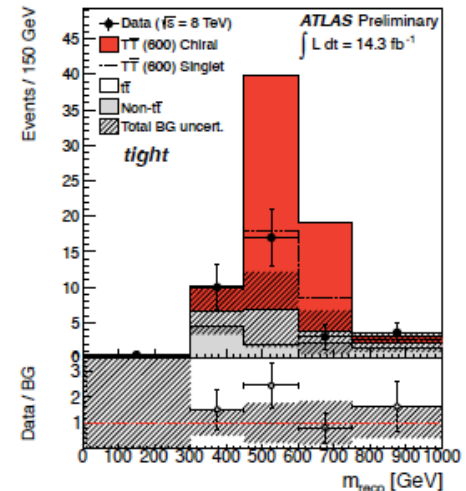 Events / 150 GeV
45
40
35
30
25
20
15
10
5
0
Data (√s = 8 TeV)
TT̅ (600) Chiral
TT̅ (600) Singlet
tt̅
Non-tt̅
Total BG uncert.
tight
ATLAS Preliminary
∫ L dt = 14.3 fb⁻¹
Data / BG
3
2
1
0 100 200 300 400 500 600 700 800 900 1000
m_reco [GeV]